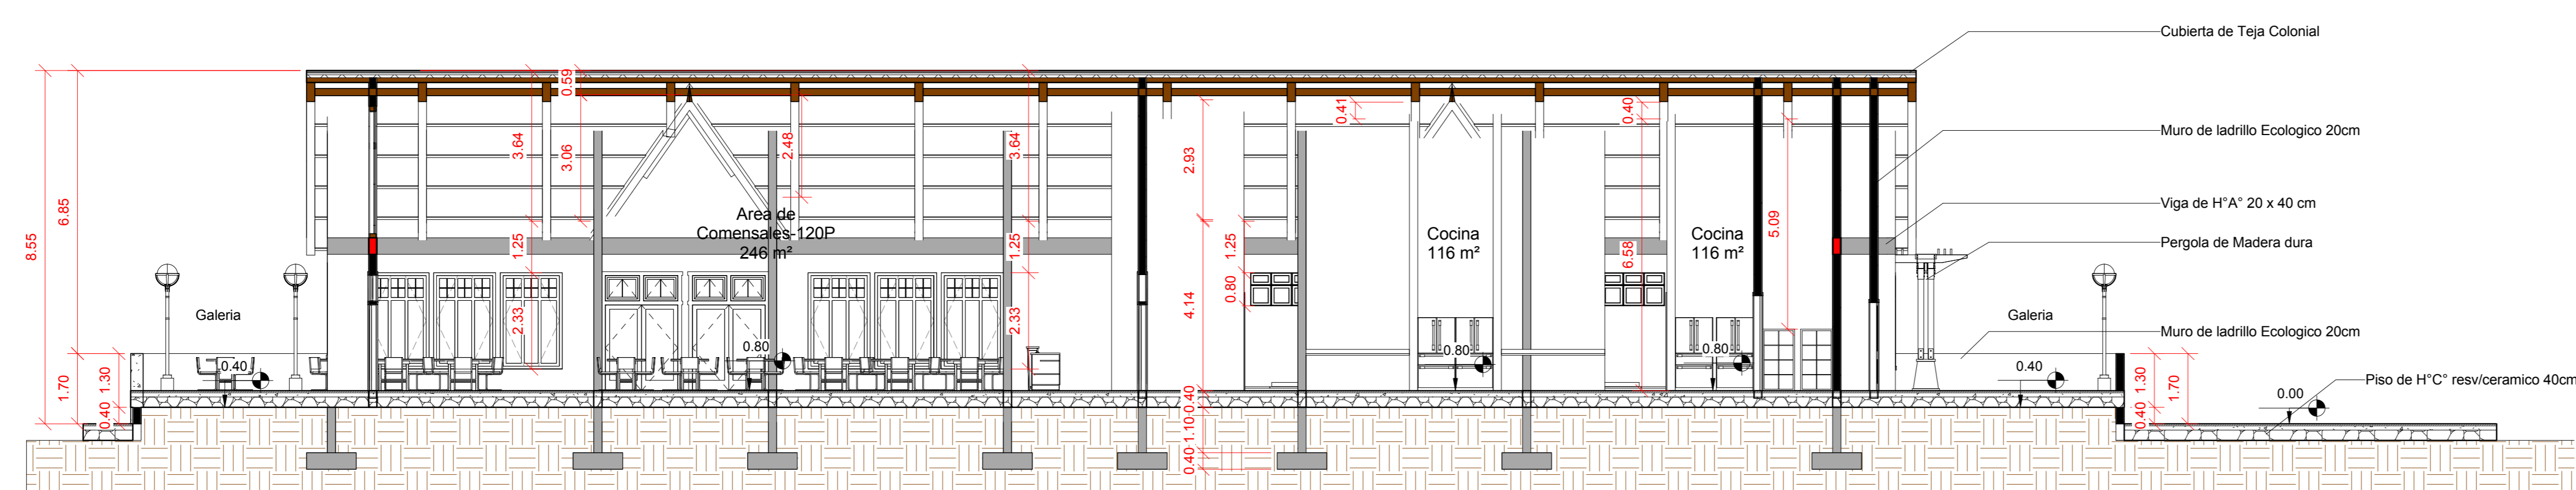 Cubierta de Teja Colonial
Muro de ladrillo Ecologico 20cm
Viga de H°A° 20 x 40 cm
Pergola de Madera dura
Muro de ladrillo Ecologico 20cm
Piso de H°C° resv/ceramico 40cm
Galeria
Area de
Comensales-120P
246 m²
Cocina
116 m²
Cocina
116 m²
Galeria
8.55
6.85
1.70
1.30
0.40
0.40
3.64
0.59
3.06
1.25
2.33
2.48
0.80
3.64
1.25
2.33
2.93
4.14
0.40
1.10
0.40
0.40
1.25
0.80
0.41
0.80
0.40
6.58
0.80
5.09
0.40
1.30
0.40
1.70
0.00